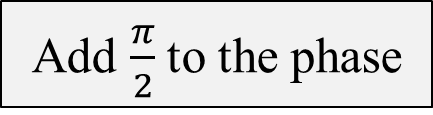 Add π/2 to the phase